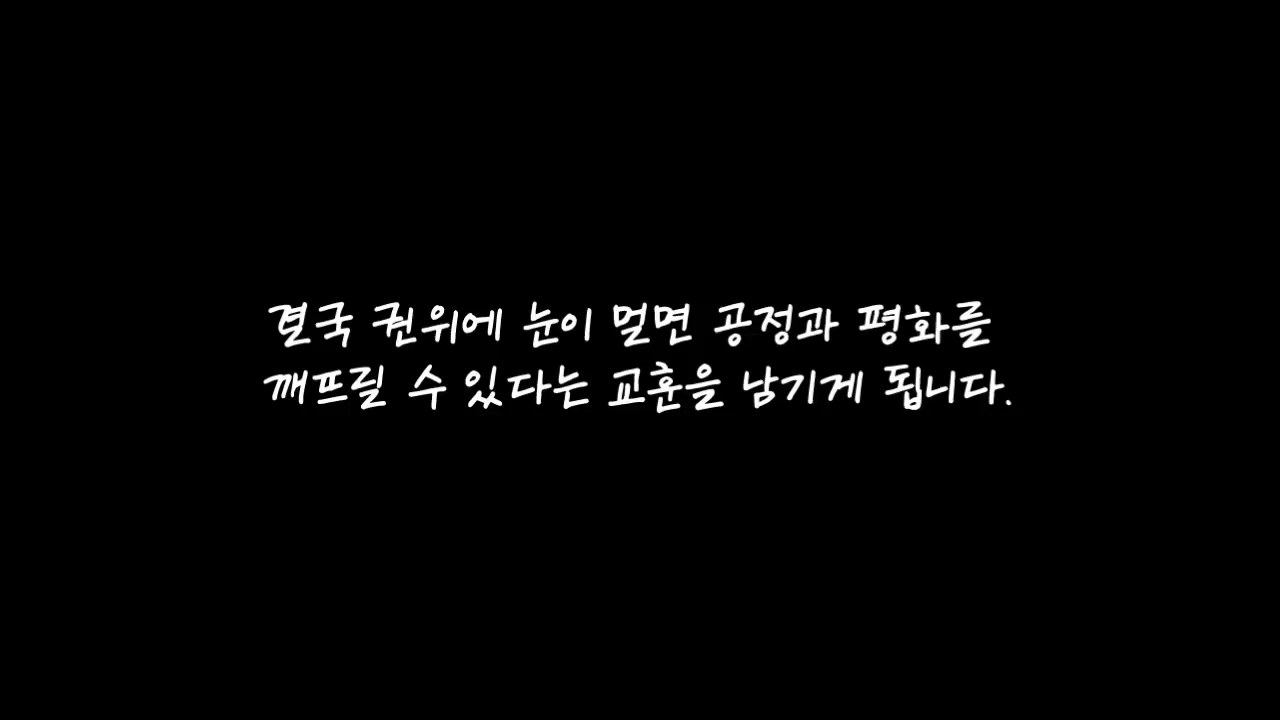 결국 권위에 눈이 멀면 공정과 평화를
깨프릴 수 있다는 교훈을 남기게 됩니다.